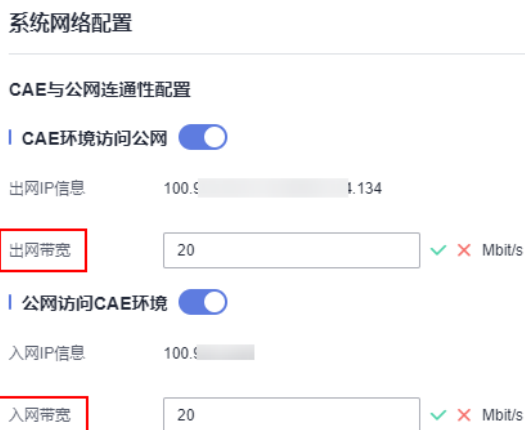 系统网络配置
CAE与公网连通性配置
CAE环境访问公网
出网IP信息 100.9 .134
出网带宽 20 Mbit/s
公网访问CAE环境
入网IP信息 100.9
入网带宽 20 Mbit/s